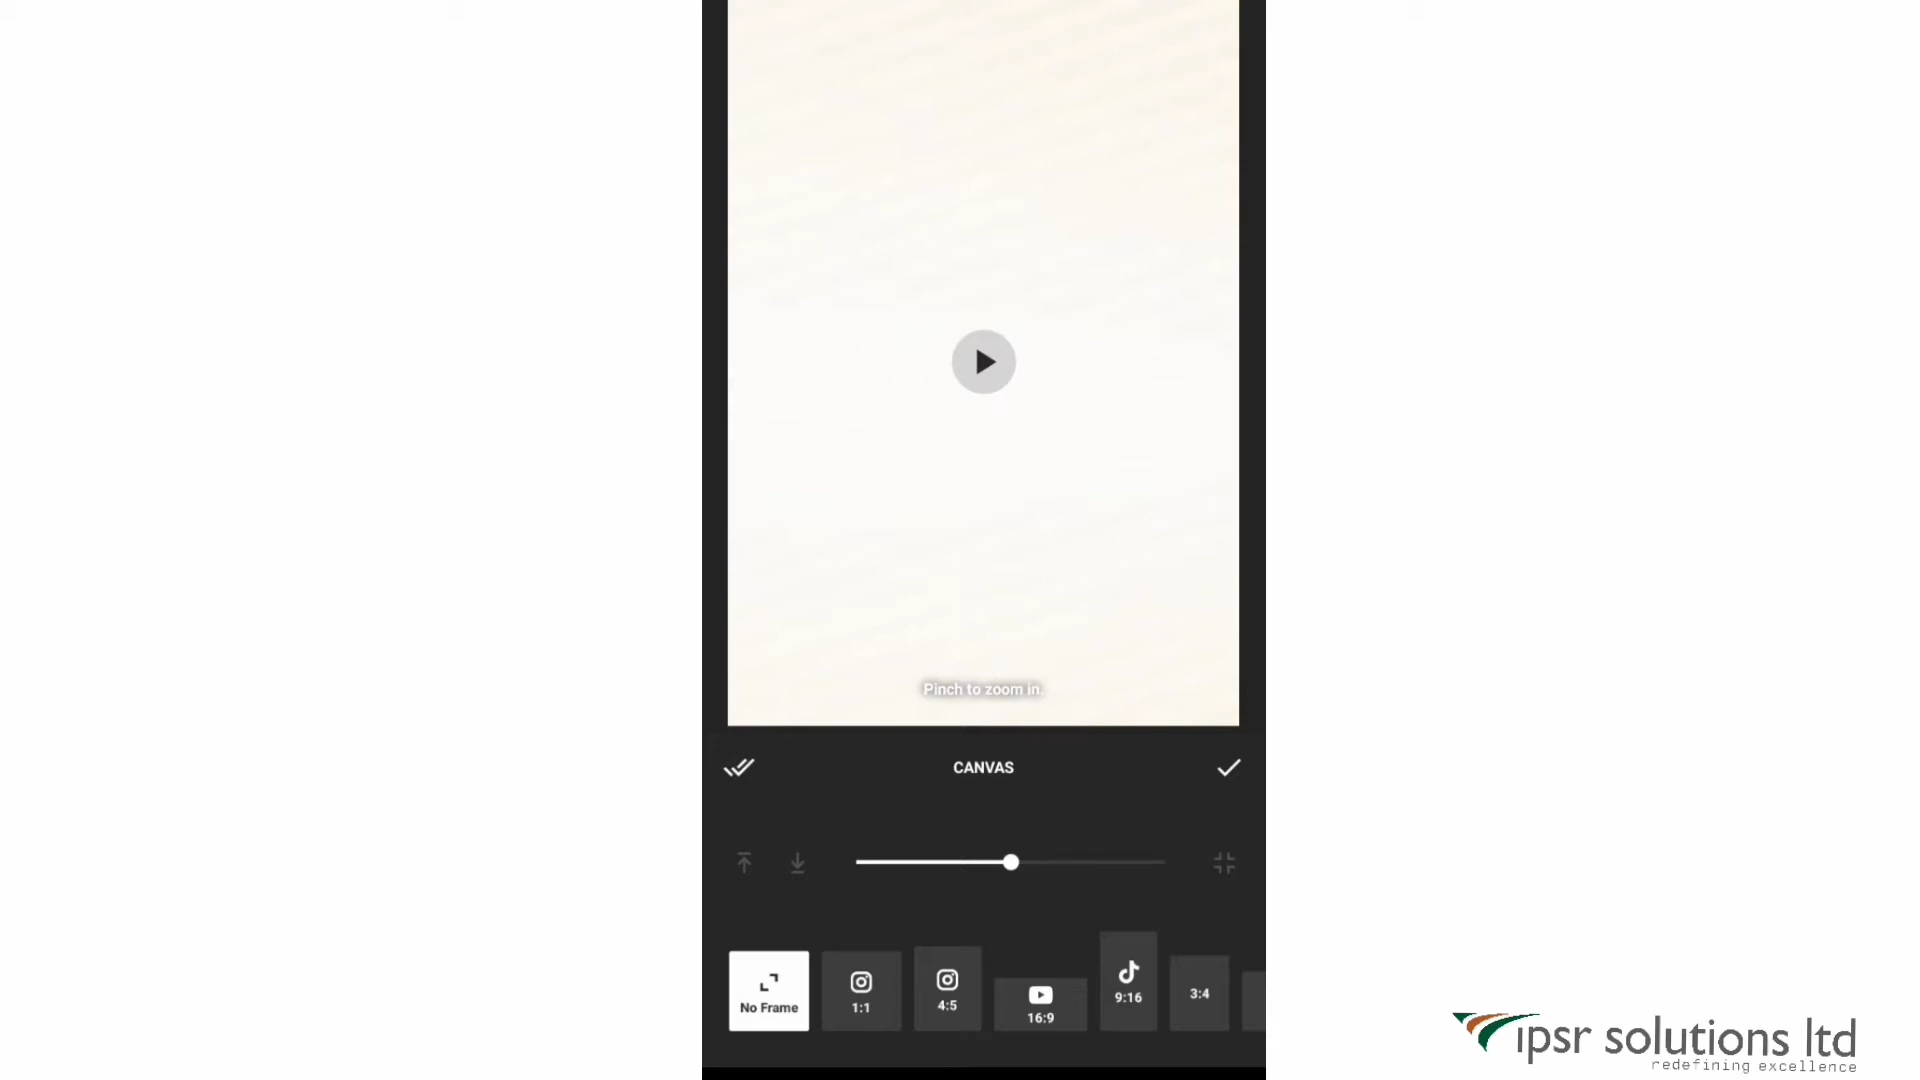 Pinch to zoom in.
CANVAS
No Frame
1:1
4:5
16:9
9:16
3:4
ipsr solutions ltd
redefining excellence